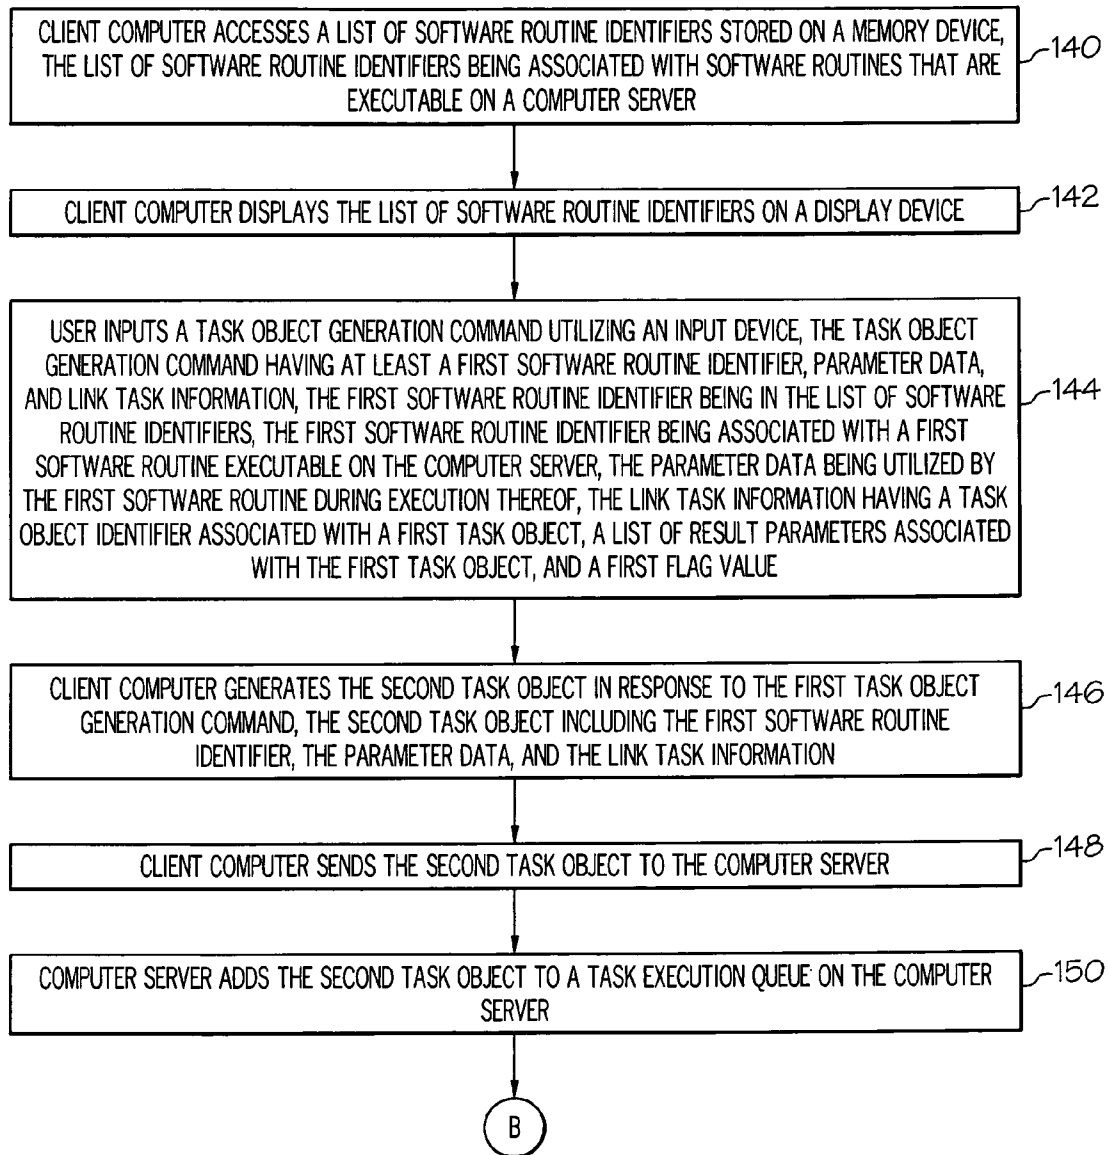 CLIENT COMPUTER ACCESSES A LIST OF SOFTWARE ROUTINE IDENTIFIERS STORED ON A MEMORY DEVICE,
THE LIST OF SOFTWARE ROUTINE IDENTIFIERS BEING ASSOCIATED WITH SOFTWARE ROUTINES THAT ARE
EXECUTABLE ON A COMPUTER SERVER
140
CLIENT COMPUTER DISPLAYS THE LIST OF SOFTWARE ROUTINE IDENTIFIERS ON A DISPLAY DEVICE
142
USER INPUTS A TASK OBJECT GENERATION COMMAND UTILIZING AN INPUT DEVICE, THE TASK OBJECT
GENERATION COMMAND HAVING AT LEAST A FIRST SOFTWARE ROUTINE IDENTIFIER, PARAMETER DATA,
AND LINK TASK INFORMATION, THE FIRST SOFTWARE ROUTINE IDENTIFIER BEING IN THE LIST OF SOFTWARE
ROUTINE IDENTIFIERS, THE FIRST SOFTWARE ROUTINE IDENTIFIER BEING ASSOCIATED WITH A FIRST
SOFTWARE ROUTINE EXECUTABLE ON THE COMPUTER SERVER, THE PARAMETER DATA BEING UTILIZED BY
THE FIRST SOFTWARE ROUTINE DURING EXECUTION THEREOF, THE LINK TASK INFORMATION HAVING A TASK
OBJECT IDENTIFIER ASSOCIATED WITH A FIRST TASK OBJECT, A LIST OF RESULT PARAMETERS ASSOCIATED
WITH THE FIRST TASK OBJECT, AND A FIRST FLAG VALUE
144
CLIENT COMPUTER GENERATES THE SECOND TASK OBJECT IN RESPONSE TO THE FIRST TASK OBJECT
GENERATION COMMAND, THE SECOND TASK OBJECT INCLUDING THE FIRST SOFTWARE ROUTINE
IDENTIFIER, THE PARAMETER DATA, AND THE LINK TASK INFORMATION
146
CLIENT COMPUTER SENDS THE SECOND TASK OBJECT TO THE COMPUTER SERVER
148
COMPUTER SERVER ADDS THE SECOND TASK OBJECT TO A TASK EXECUTION QUEUE ON THE COMPUTER
SERVER
150
B